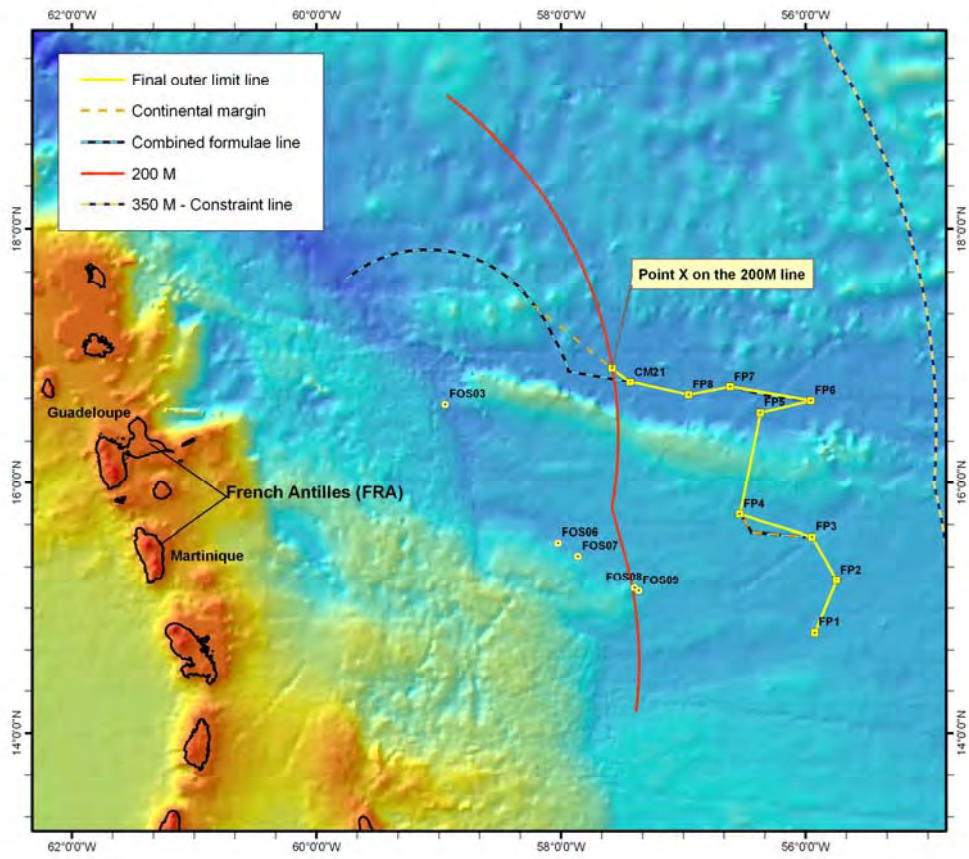 62°0'0"W 60°0'0"W 58°0'0"W 56°0'0"W
Final outer limit line
Continental margin
Combined formulae line
200 M
350 M - Constraint line
18°0'0"N
18°0'0"N
Point X on the 200M line
CM21
FP8
FP7
FP6
FP5
FOS03
Guadeloupe
16°0'0"N
16°0'0"N
French Antilles (FRA)
FP4
FP3
Martinique
FOS06
FOS07
FOS08
FOS09
FP2
FP1
14°0'0"N
14°0'0"N
62°0'0"W 60°0'0"W 58°0'0"W 56°0'0"W